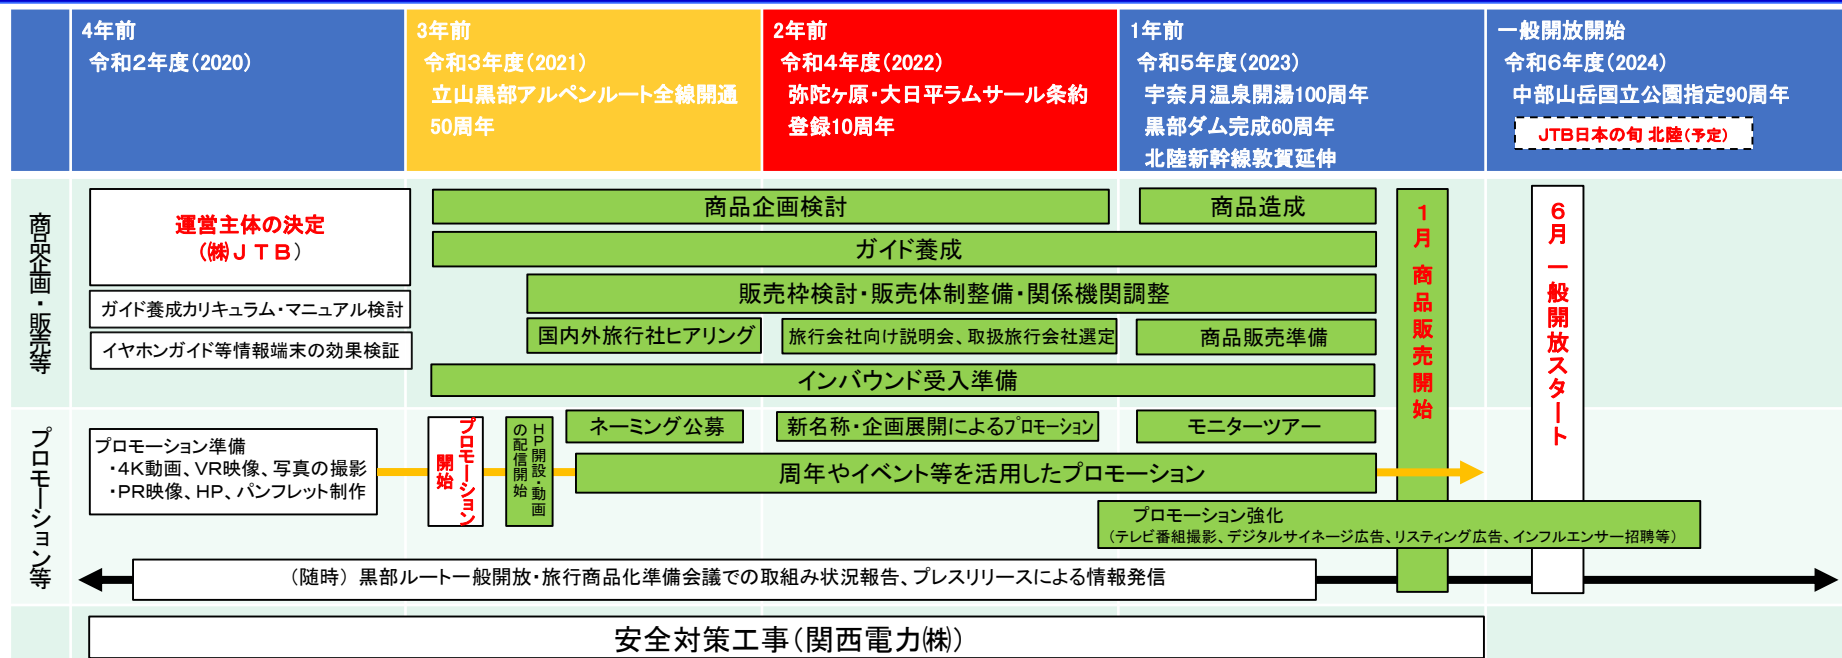 4年前
令和2年度(2020)
3年前
令和3年度(2021)
立山黒部アルペンルート全線開通
50周年
2年前
令和4年度(2022)
弥陀ヶ原・大日平ラムサール条約
登録10周年
1年前
令和5年度(2023)
宇奈月温泉開湯100周年
黒部ダム完成60周年
北陸新幹線敦賀延伸
一般開放開始
令和6年度(2024)
中部山岳国立公園指定90周年
JTB日本の旬 北陸(予定)
商品企画・販売等
運営主体の決定
(㈱JTB)
ガイド養成カリキュラム・マニュアル検討
イヤホンガイド等情報端末の効果検証
商品企画検討
商品造成
ガイド養成
販売枠検討・販売体制整備・関係機関調整
国内外旅行社ヒアリング
旅行会社向け説明会、取扱旅行会社選定
商品販売準備
インバウンド受入準備
1月 商品販売開始
6月 一般開放スタート
プロモーション等
プロモーション準備
・4K動画、VR映像、写真の撮影
・PR映像、HP、パンフレット制作
プロモーション
開始
HP開設・動画
の配信開始
ネーミング公募
新名称・企画展開によるプロモーション
モニターツアー
周年やイベント等を活用したプロモーション
プロモーション強化
(テレビ番組撮影、デジタルサイネージ広告、リスティング広告、インフルエンサー招聘等)
(随時) 黒部ルート一般開放・旅行商品化準備会議での取組み状況報告、プレスリリースによる情報発信
安全対策工事(関西電力㈱)